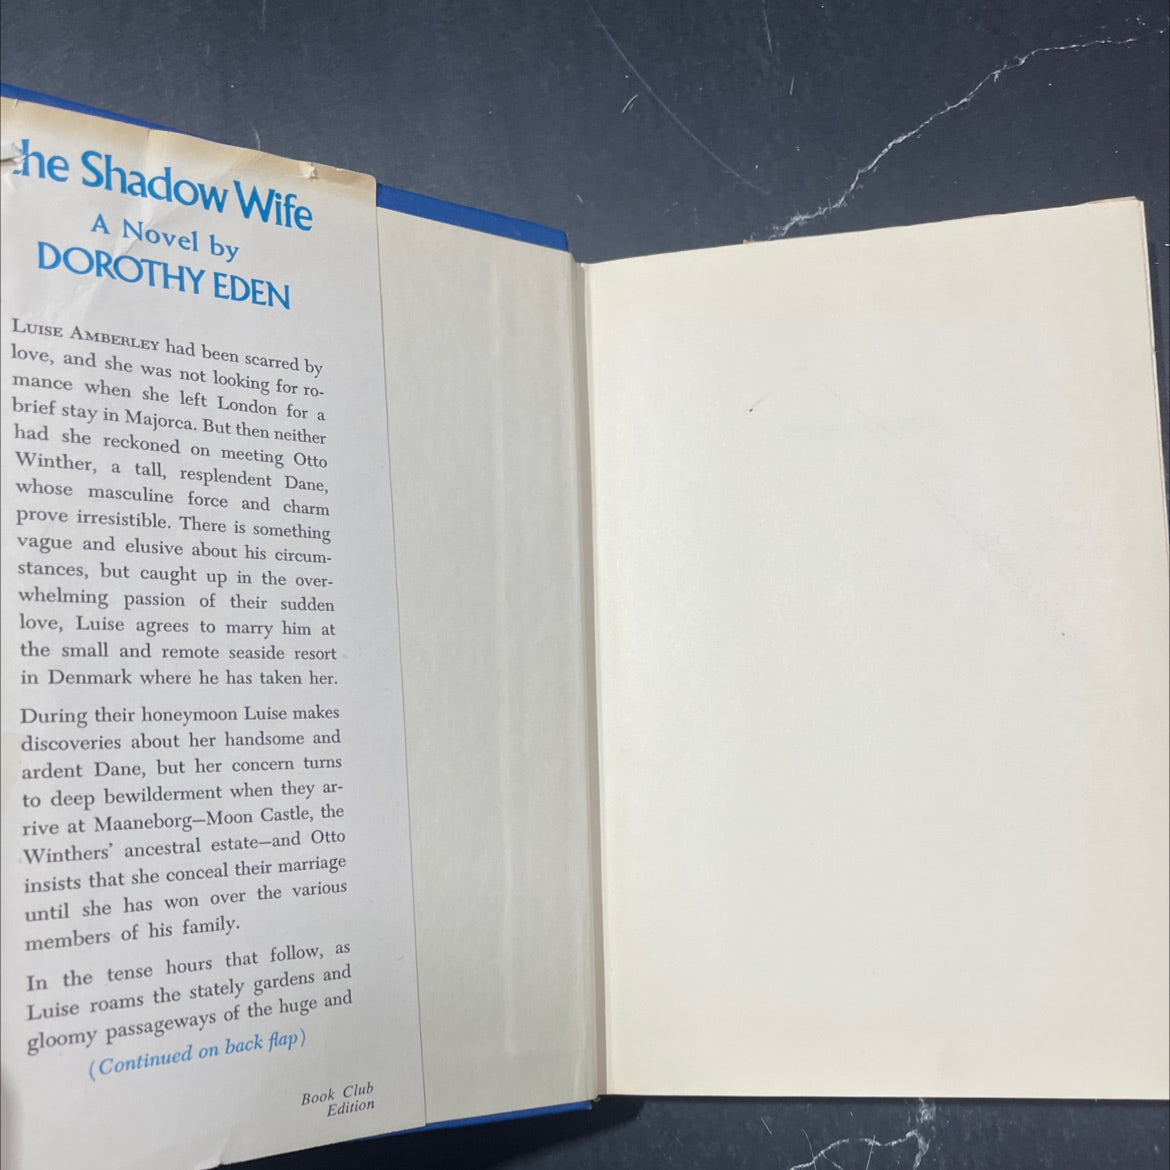 the Shadow Wife
A Novel by
DOROTHY EDEN
LUISE AMBERLEY had been scarred by
love, and she was not looking for ro-
mance when she left London for a
brief stay in Majorca. But then neither
had she reckoned on meeting Otto
Winther, a tall, resplendent Dane,
whose masculine force and charm
prove irresistible. There is something
vague and elusive about his circum-
stances, but caught up in the over-
whelming passion of their sudden
love, Luise agrees to marry him at
the small and remote seaside resort
in Denmark where he has taken her.
During their honeymoon Luise makes
discoveries about her handsome and
ardent Dane, but her concern turns
to deep bewilderment when they ar-
rive at Maaneborg—Moon Castle, the
Winthers' ancestral estate—and Otto
insists that she conceal their marriage
until she has won over the various
members of his family.
In the tense hours that follow, as
Luise roams the stately gardens and
gloomy passageways of the huge and
(Continued on back flap)
Book Club
Edition